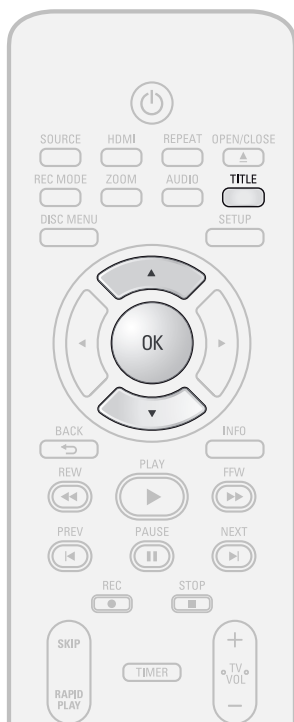 SOURCE HDMI REPEAT OPEN/CLOSE
REC MODE ZOOM AUDIO TITLE
DISC MENU SETUP
OK
BACK INFO
REW PLAY FFW
PREV PAUSE NEXT
REC STOP
SKIP
TIMER TV
VOL
RAPID
PLAY